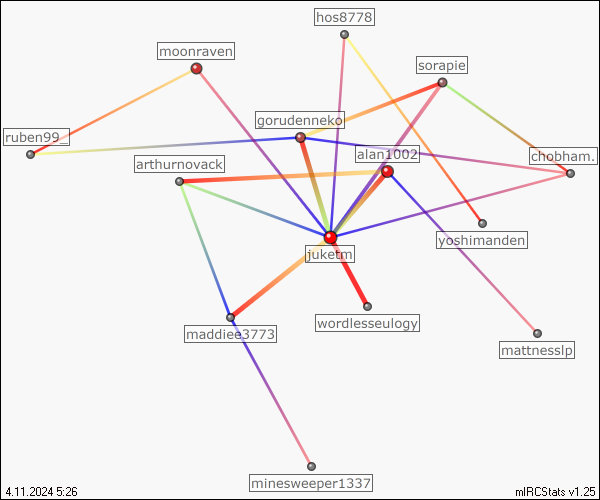 hos8778
moonraven
sorapie
gorudenneko
ruben99_
alan1002
chobham.
arthurnovack
yoshimanden
juketm
wordlesseulogy
maddiee3773
mattnesslp
minesweeper1337
4.11.2024 5:26
mIRCStats v1.25